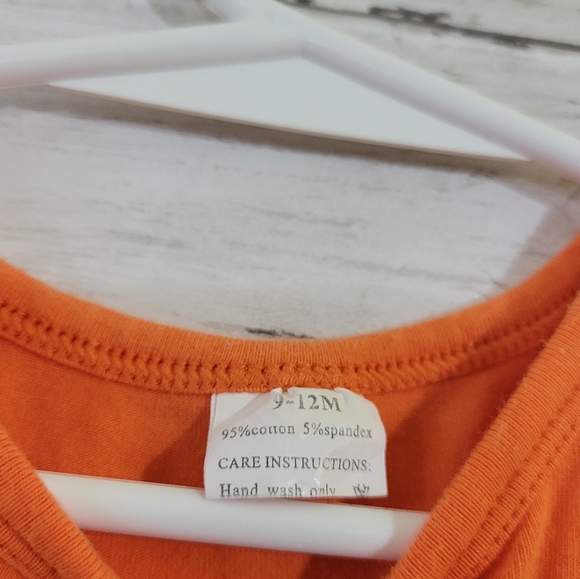 9-12M
95%cotton 5%spandex
CARE INSTRUCTIONS:
Hand wash only